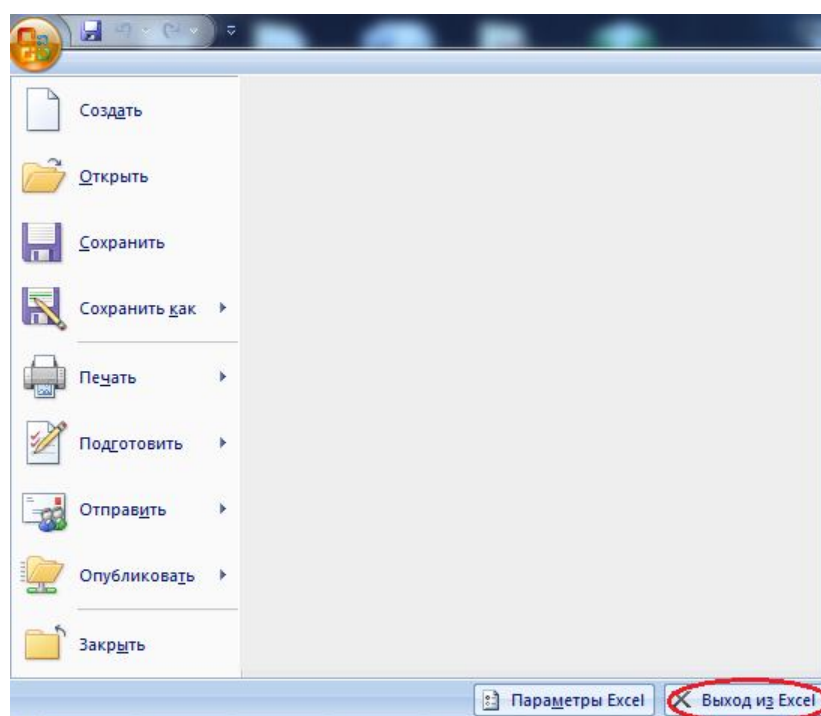 Создать
Открыть
Сохранить
Сохранить как
Печать
Подготовить
Отправить
Опубликовать
Закрыть
Параметры Excel Выход из Excel